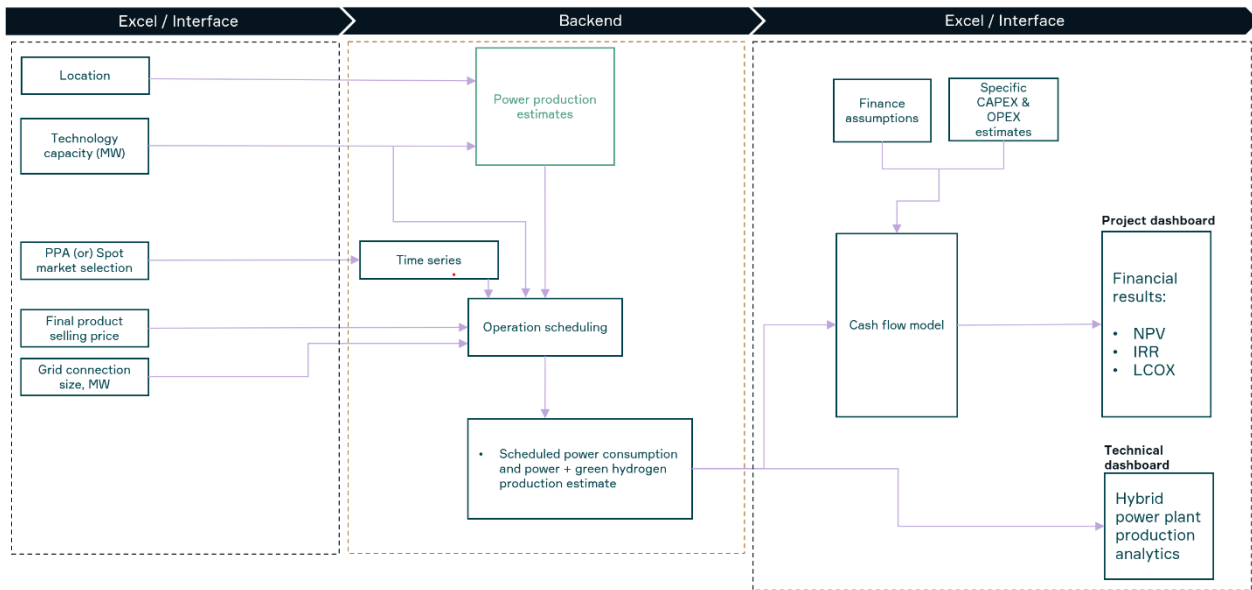 Excel / Interface
Backend
Excel / Interface
Location
Technology
capacity (MW)
PPA (or) Spot
market selection
Final product
selling price
Grid connection
size, MW
Power production
estimates
Time series
Operation scheduling
• Scheduled power consumption
and power + green hydrogen
production estimate
Finance
assumptions
Specific
CAPEX &
OPEX
estimates
Cash flow model
Project dashboard
Financial
results:
• NPV
• IRR
• LCOX
Technical
dashboard
Hybrid
power plant
production
analytics